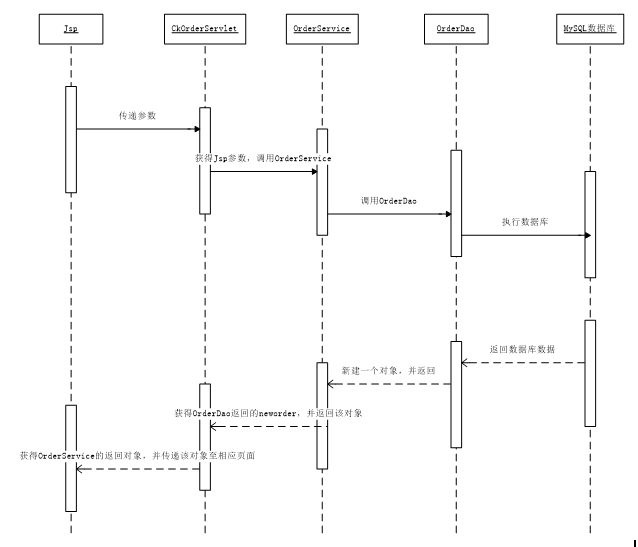 Jsp
CkOrderServlet
OrderService
OrderDao
MySQL数据库
传递参数
获得Jsp参数，调用OrderService
调用OrderDao
执行数据库
返回数据库数据
新建一个对象，并返回
获得OrderDao返回的neworder，并返回该对象
获得OrderService的返回对象，并传递该对象至相应页面